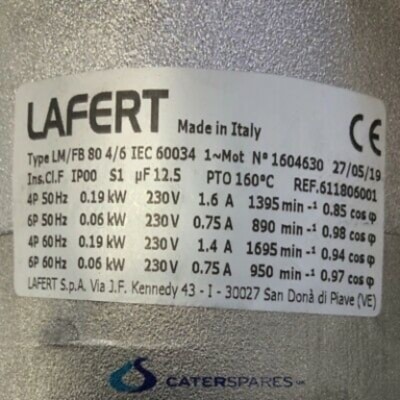 LAFERT Made in Italy CE
Type LM/FB 80 4/6 IEC 60034 1~Mot N° 1604630 27/05/19
Ins.Cl.F IP00 S1 µF 12.5 PTO 160°C REF.611806001
4P 50Hz 0.19 kW 230V 1.6 A 1395 min -1 0.85 cos φ
6P 50Hz 0.06 kW 230V 0.75 A 890 min -1 0.98 cos φ
4P 60Hz 0.19 kW 230V 1.4 A 1695 min -1 0.94 cos φ
6P 60Hz 0.06 kW 230V 0.75 A 950 min -1 0.97 cos φ
LAFERT S.p.A. Via J.F. Kennedy 43 - I - 30027 San Donà di Piave (VE)
CATERSPARES